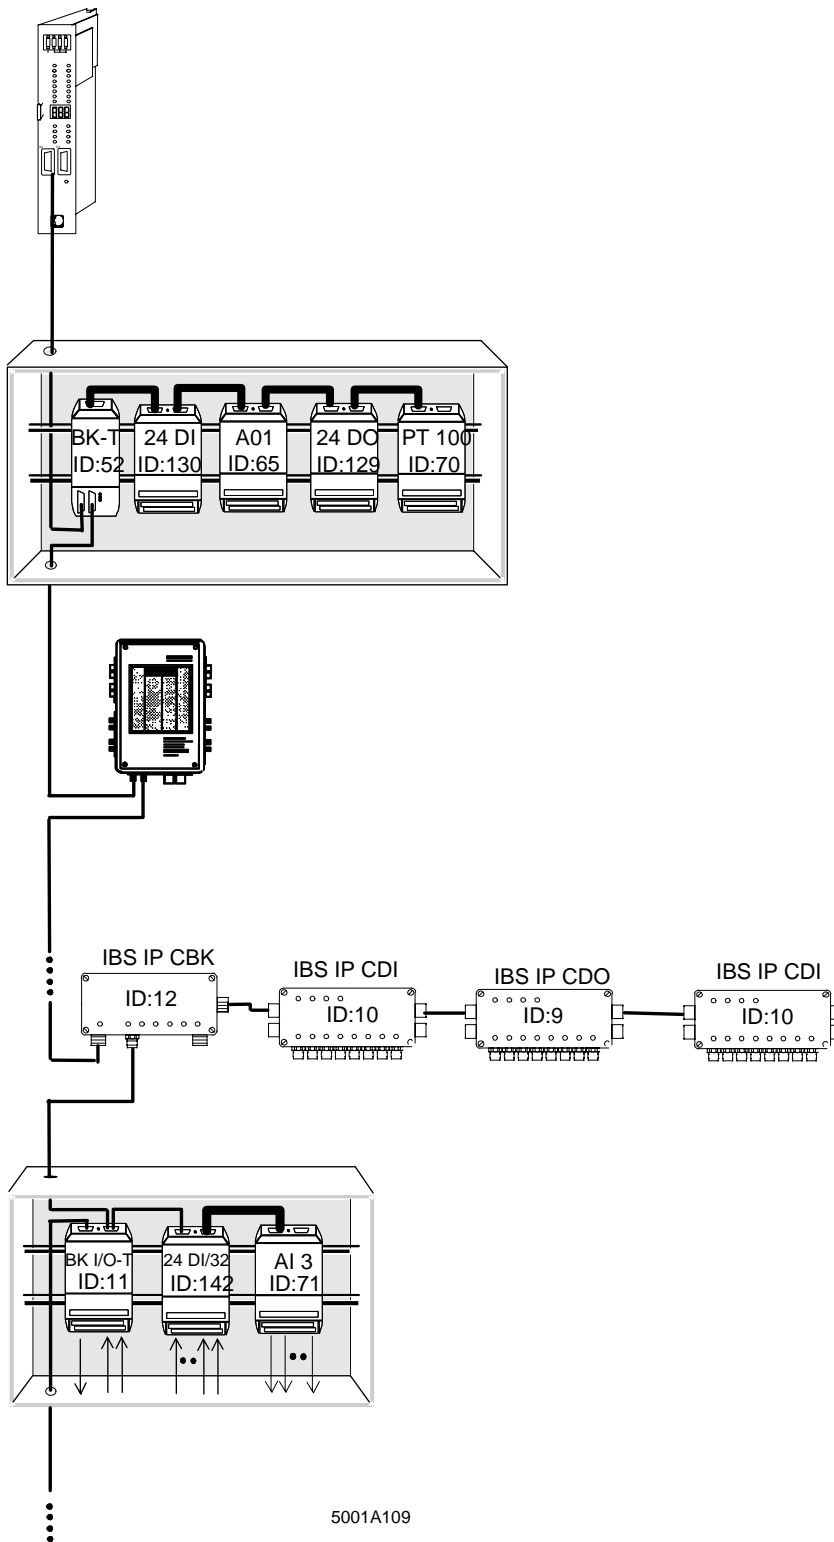 BK-T
ID:52
24 DI
ID:130
A01
ID:65
24 DO
ID:129
PT 100
ID:70
IBS IP CBK
ID:12
IBS IP CDI
ID:10
IBS IP CDO
ID:9
IBS IP CDI
ID:10
BK I/O-T
ID:11
24 DI/32
ID:142
AI 3
ID:71
5001A109